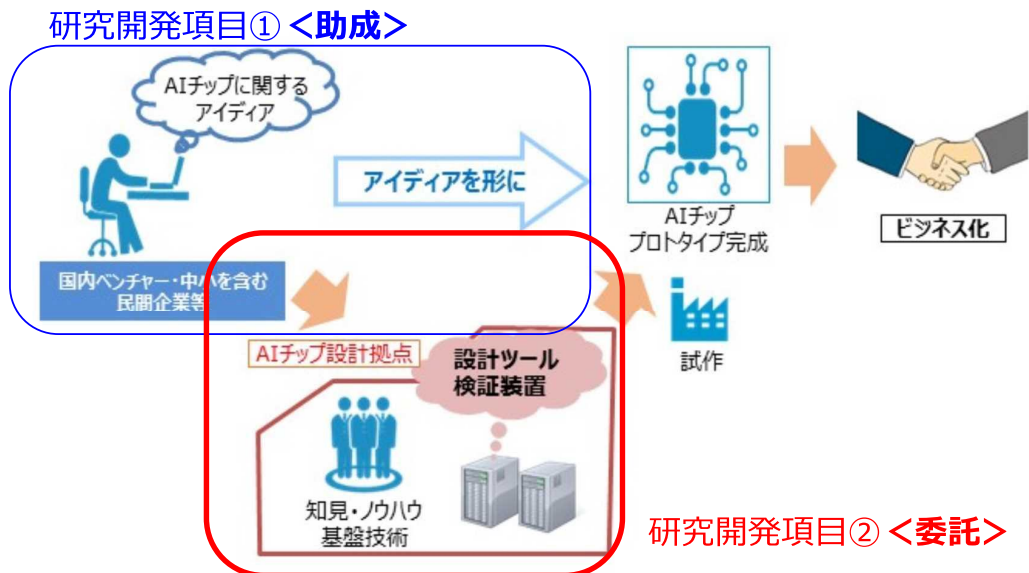 研究開発項目①＜助成＞
AIチップに関する
アイディア
アイディアを形に
国内ベンチャー・中小を含む
民間企業等
AIチップ
プロトタイプ完成
ビジネス化
試作
AIチップ設計拠点
設計ツール
検証装置
知見・ノウハウ
基盤技術
研究開発項目②＜委託＞